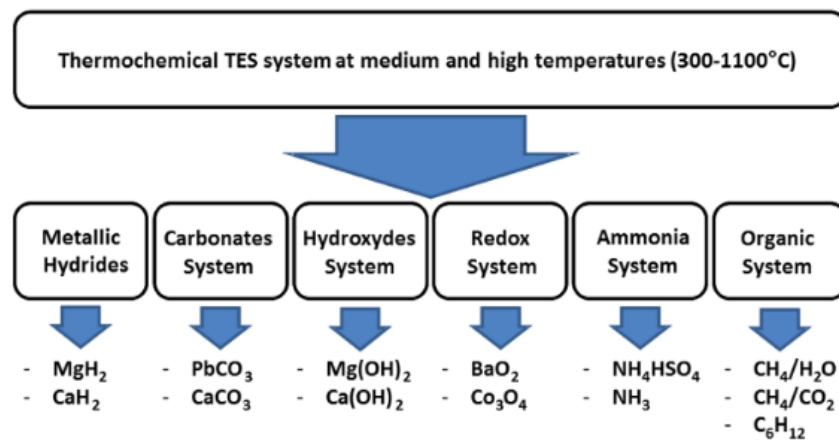 Thermochemical TES system at medium and high temperatures (300-1100°C)
Metallic
Hydrides
Carbonates
System
Hydroxydes
System
Redox
System
Ammonia
System
Organic
System
- MgH₂
- CaH₂
- PbCO₃
- CaCO₃
- Mg(OH)₂
- Ca(OH)₂
- BaO₂
- Co₃O₄
- NH₄HSO₄
- NH₃
- CH₄/H₂O
- CH₄/CO₂
- C₆H₁₂